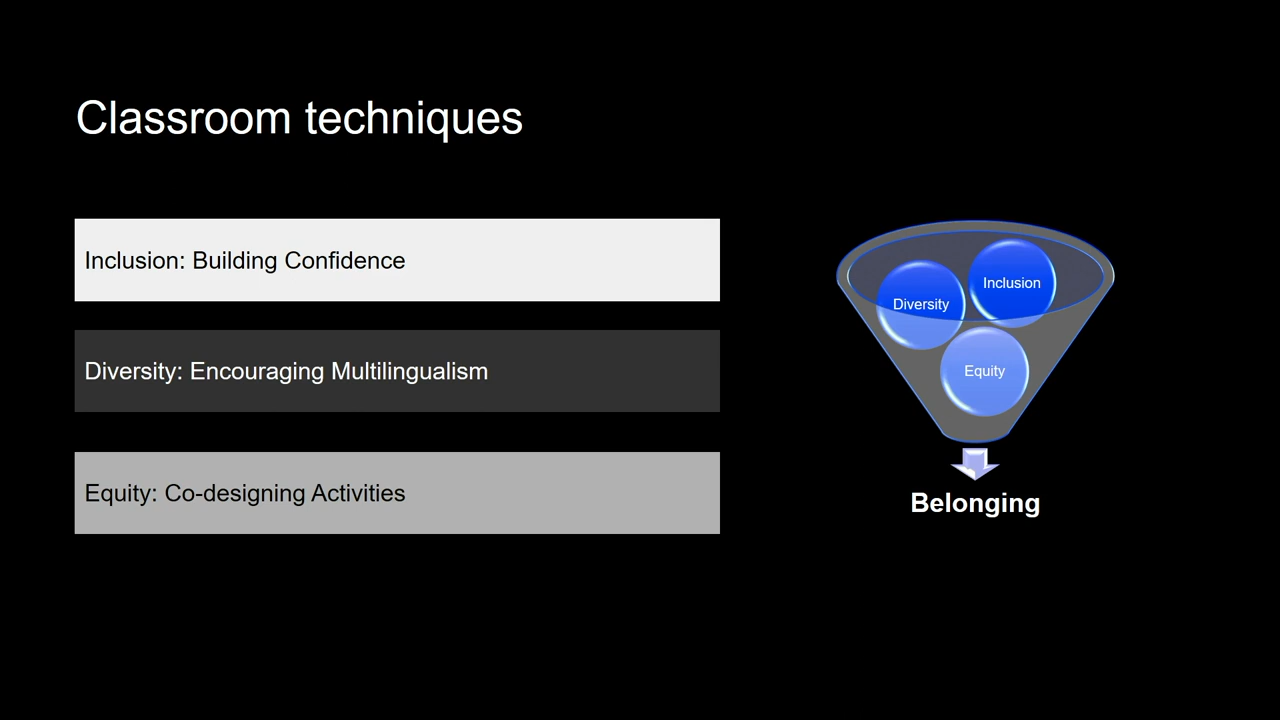 Classroom techniques
Inclusion: Building Confidence
Diversity: Encouraging Multilingualism
Equity: Co-designing Activities
Inclusion
Diversity
Equity
Belonging